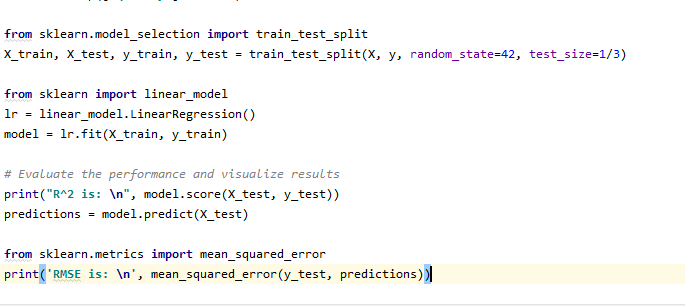 from sklearn.model_selection import train_test_split
X_train, X_test, y_train, y_test = train_test_split(X, y, random_state=42, test_size=1/3)
from sklearn import linear_model
lr = linear_model.LinearRegression()
model = lr.fit(X_train, y_train)
# Evaluate the performance and visualize results
print("R^2 is: \n", model.score(X_test, y_test))
predictions = model.predict(X_test)
from sklearn.metrics import mean_squared_error
print('RMSE is: \n', mean_squared_error(y_test, predictions))